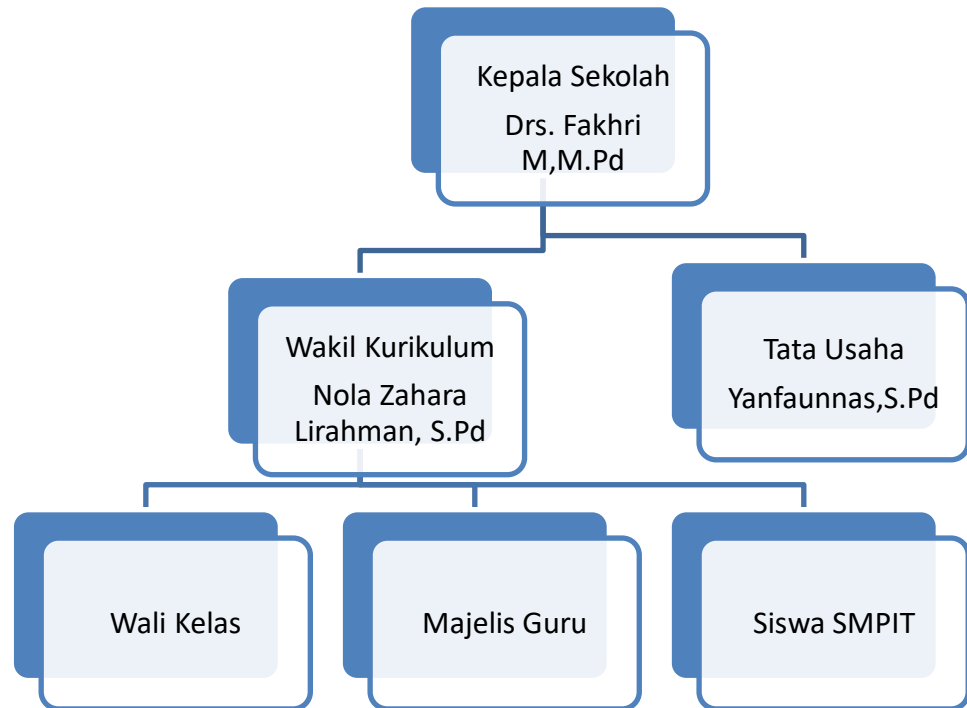 Kepala Sekolah
Drs. Fakhri
M,M.Pd
Wakil Kurikulum
Nola Zahara
Lirahman, S.Pd
Tata Usaha
Yanfaunnas,S.Pd
Wali Kelas
Majelis Guru
Siswa SMPIT